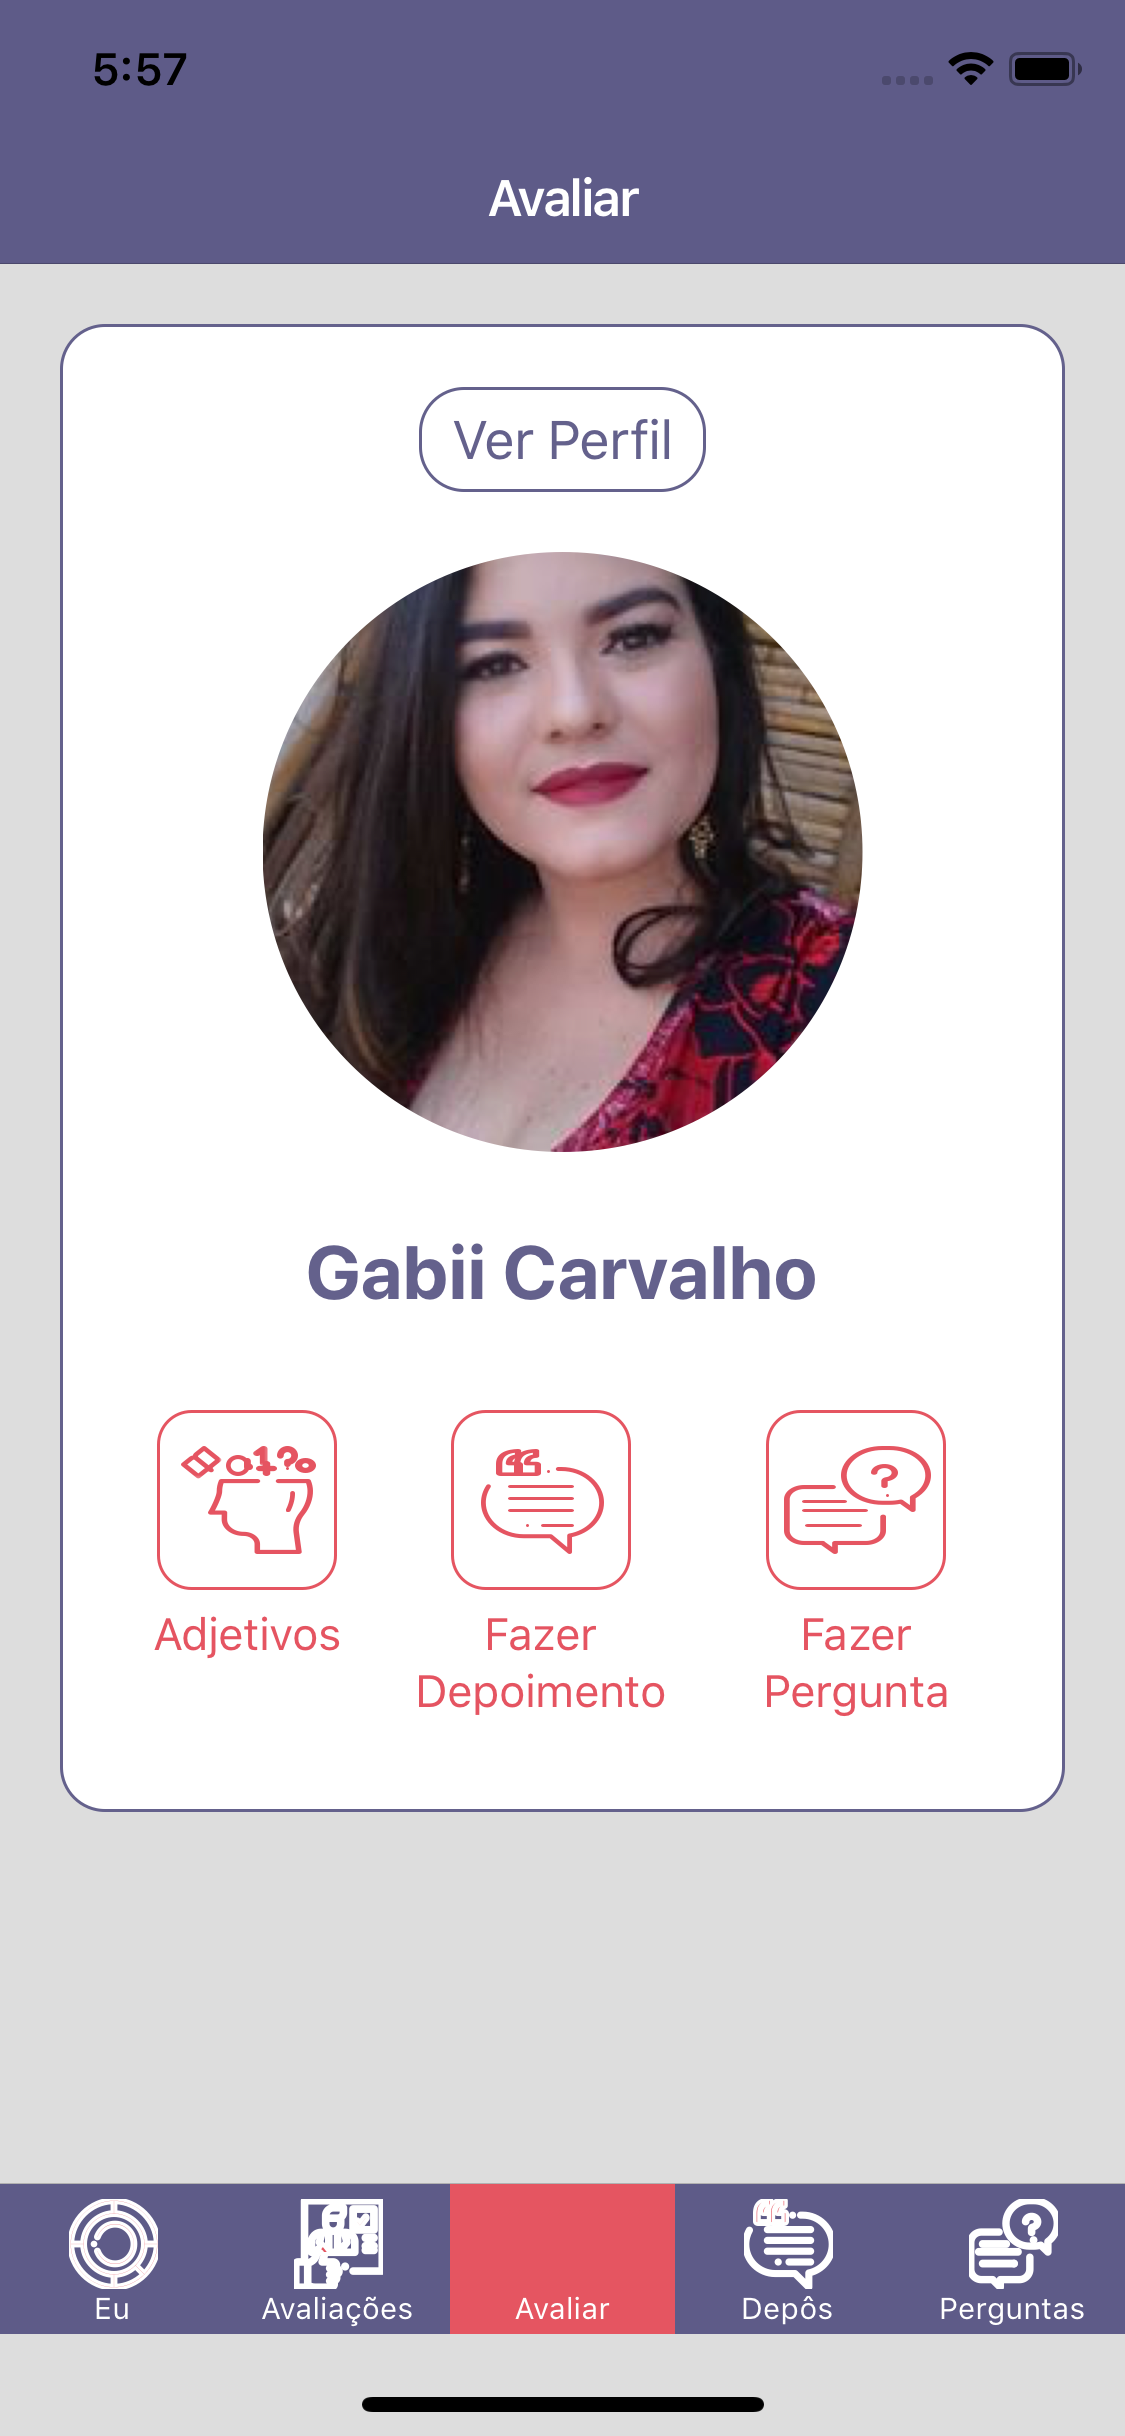 5:57
Avaliar
Ver Perfil
Gabii Carvalho
Adjetivos
Fazer
Depoimento
Fazer
Pergunta
Eu
Avaliações
Avaliar
Depôs
Perguntas